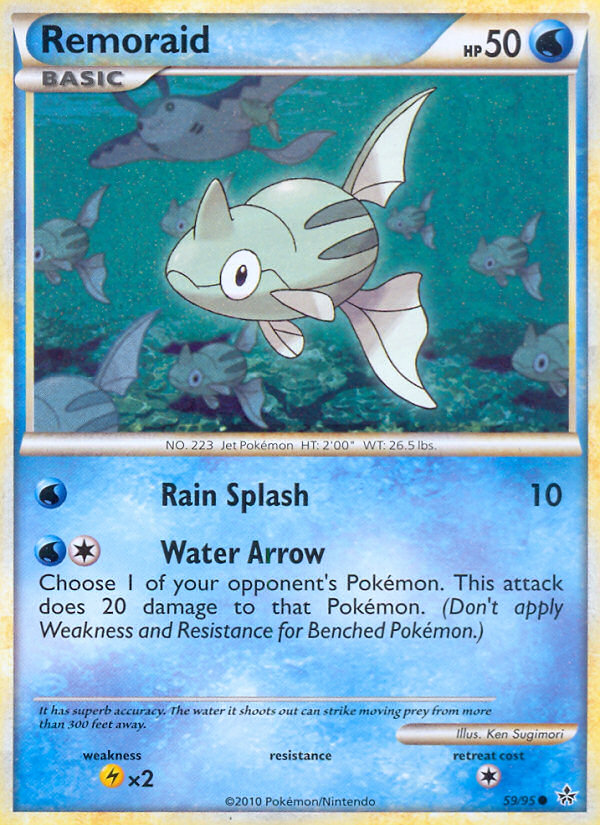 Remoraid
HP 50
BASIC
NO. 223 Jet Pokémon HT: 2'00" WT: 26.5 lbs.
Rain Splash 10
Water Arrow
Choose 1 of your opponent's Pokémon. This attack
does 20 damage to that Pokémon. (Don't apply
Weakness and Resistance for Benched Pokémon.)
It has superb accuracy. The water it shoots out can strike moving prey from more
than 300 feet away.
Illus. Ken Sugimori
weakness resistance retreat cost
×2
©2010 Pokémon/Nintendo
59/95